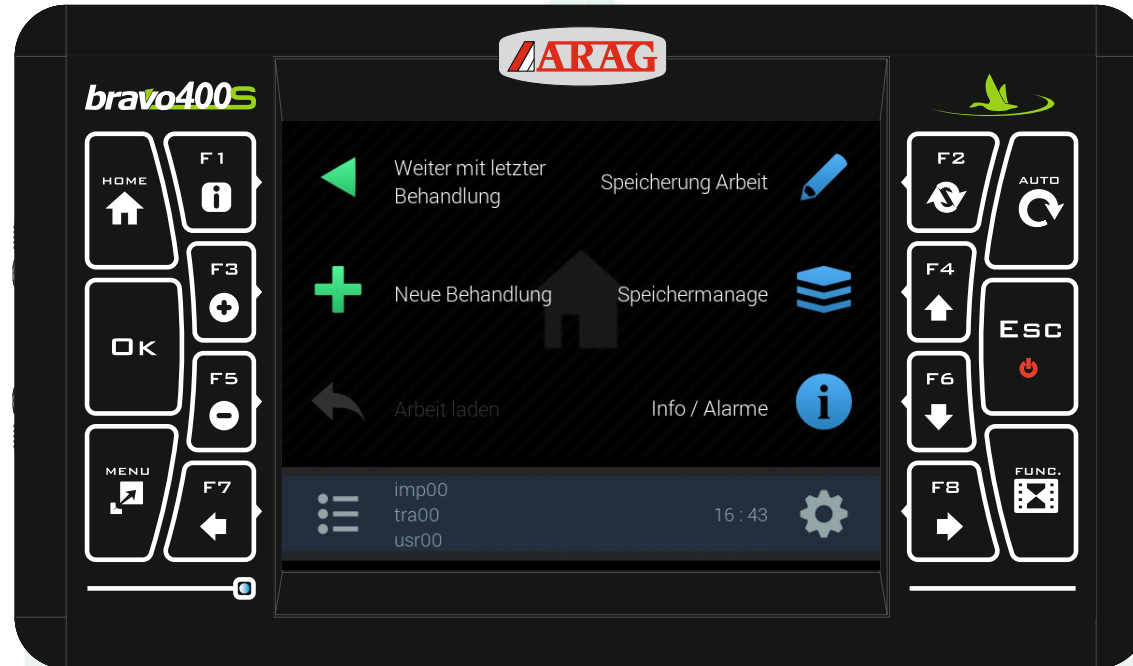 ARAG
bravo400S
HOME
F1
F3
OK
F5
MENU
F7
Weiter mit letzter
Behandlung
Speicherung Arbeit
Neue Behandlung
Speichermanage
Arbeit laden
Info / Alarme
imp00
tra00
usr00
16 : 43
F2
AUTO
F4
ESC
F6
FUNC.
F8